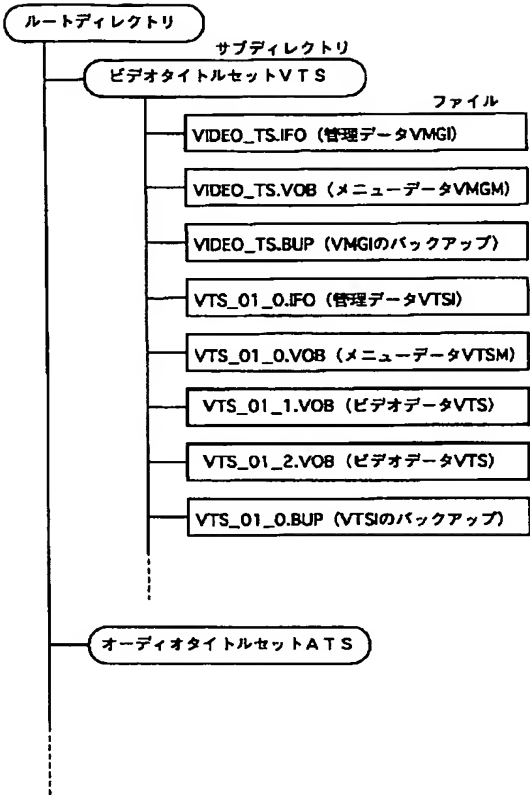 ルートディレクトリ
サブディレクトリ
ビデオタイトルセットVTS
ファイル
VIDEO_TS.IFO (管理データVMGI)
VIDEO_TS.VOB (メニューデータVMGM)
VIDEO_TS.BUP (VMGIのバックアップ)
VTS_01_0.IFO (管理データVTSI)
VTS_01_0.VOB (メニューデータVTSM)
VTS_01_1.VOB (ビデオデータVTS)
VTS_01_2.VOB (ビデオデータVTS)
VTS_01_0.BUP (VTSIのバックアップ)
オーディオタイトルセットATS